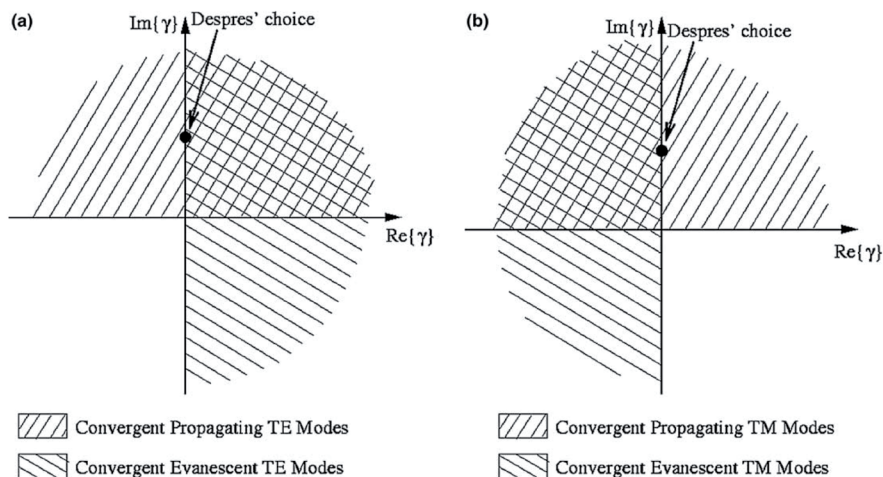 (a)
Im{γ}
Despres' choice
Re{γ}
Convergent Propagating TE Modes
Convergent Evanescent TE Modes
(b)
Im{γ}
Despres' choice
Re{γ}
Convergent Propagating TM Modes
Convergent Evanescent TM Modes